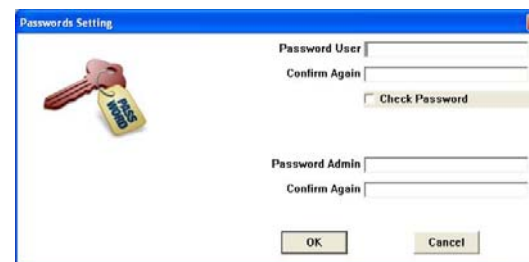 Passwords Setting
Password User
Confirm Again
Check Password
PASS
WORD
Password Admin
Confirm Again
OK
Cancel